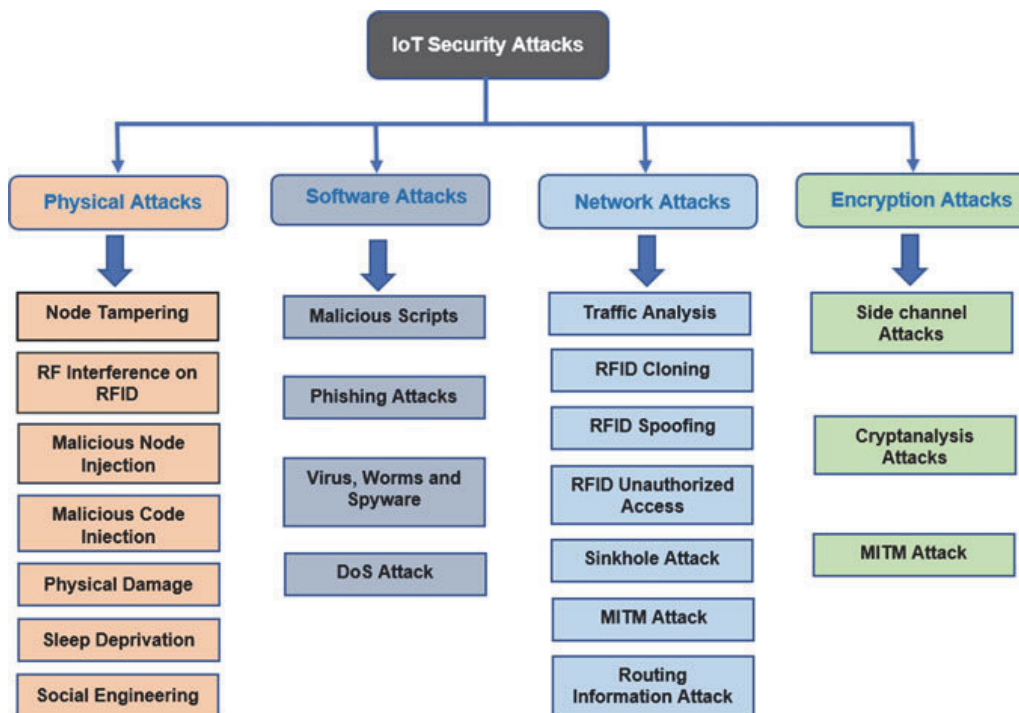 IoT Security Attacks
Physical Attacks
Software Attacks
Network Attacks
Encryption Attacks
Node Tampering
RF Interference on
RFID
Malicious Node
Injection
Malicious Code
Injection
Physical Damage
Sleep Deprivation
Social Engineering
Malicious Scripts
Phishing Attacks
Virus, Worms and
Spyware
DoS Attack
Traffic Analysis
RFID Cloning
RFID Spoofing
RFID Unauthorized
Access
Sinkhole Attack
MITM Attack
Routing
Information Attack
Side channel
Attacks
Cryptanalysis
Attacks
MITM Attack